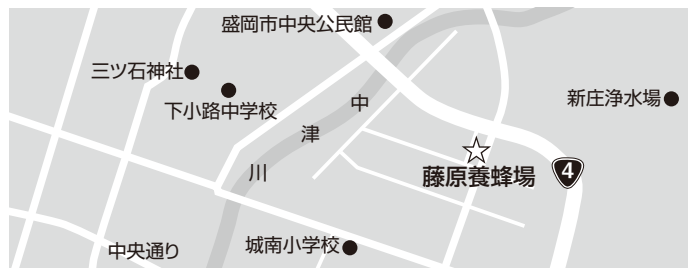 盛岡市中央公民館
三ツ石神社
下小路中学校
新庄浄水場
中津川
藤原養蜂場
4
城南小学校
中央通り